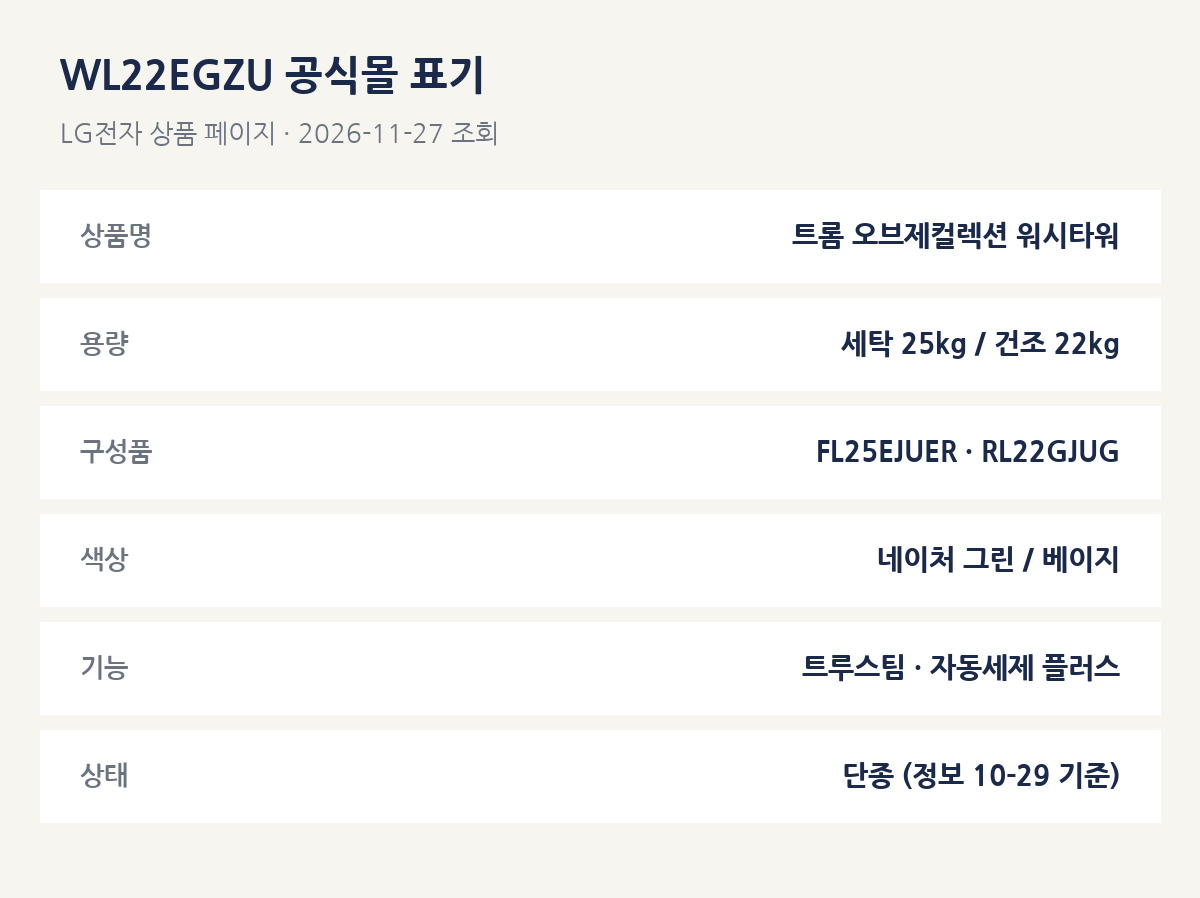 WL22EGZU 공식몰 표기
LG전자 상품 페이지 · 2026-11-27 조회
상품명 트롬 오브제컬렉션 워시타워
용량 세탁 25kg / 건조 22kg
구성품 FL25EJUER · RL22GJUG
색상 네이처 그린 / 베이지
기능 트루스팀 · 자동세제 플러스
상태 단종 (정보 10-29 기준)